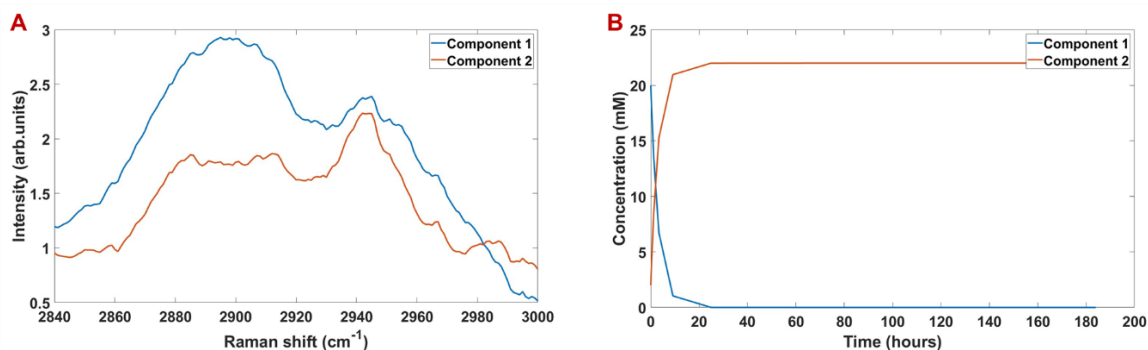 A
Intensity (arb.units)
3
2.5
2
1.5
1
0.5
2840 2860 2880 2900 2920 2940 2960 2980 3000
Raman shift (cm-1)
Component 1
Component 2
B
Concentration (mM)
25
20
15
10
5
0
0 20 40 60 80 100 120 140 160 180 200
Time (hours)
Component 1
Component 2